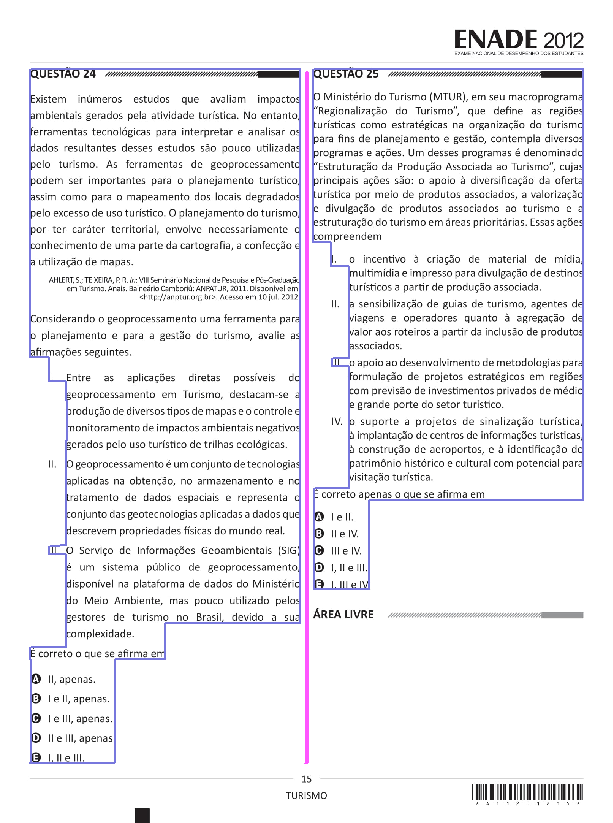 ENADE 2012
EXAME NACIONAL DE DESEMPENHO DOS ESTUDANTES
QUESTÃO 24
Existem inúmeros estudos que avaliam impactos
ambientais gerados pela atividade turística. No entanto,
ferramentas tecnológicas para interpretar e analisar os
dados resultantes desses estudos são pouco utilizadas
pelo turismo. As ferramentas de geoprocessamento
podem ser importantes para o planejamento turístico,
assim como para o mapeamento dos locais degradados
pelo excesso de uso turístico. O planejamento do turismo,
por ter caráter territorial, envolve necessariamente o
conhecimento de uma parte da cartografia, a confecção e
a utilização de mapas.
AHLERT, S.; TEIXEIRA, P. R. In: VIII Seminário Nacional de Pesquisa e Pós-Graduação
em Turismo. Anais. Balneário Camboriú: ANPATUR, 2011. Disponível em:
<http://anptur.org.br>. Acesso em 10 jul. 2012
Considerando o geoprocessamento uma ferramenta para
o planejamento e para a gestão do turismo, avalie as
afirmações seguintes.
Entre as aplicações diretas possíveis do
geoprocessamento em Turismo, destacam-se a
produção de diversos tipos de mapas e o controle e
monitoramento de impactos ambientais negativos
gerados pelo uso turístico de trilhas ecológicas.
II. O geoprocessamento é um conjunto de tecnologias
aplicadas na obtenção, no armazenamento e no
tratamento de dados espaciais e representa o
conjunto das geotecnologias aplicadas a dados que
descrevem propriedades físicas do mundo real.
III. O Serviço de Informações Geoambientais (SIG)
é um sistema público de geoprocessamento,
disponível na plataforma de dados do Ministério
do Meio Ambiente, mas pouco utilizado pelos
gestores de turismo no Brasil, devido a sua
complexidade.
É correto o que se afirma em
A II, apenas.
B I e II, apenas.
C I e III, apenas.
D II e III, apenas
E I, II e III.
QUESTÃO 25
O Ministério do Turismo (MTUR), em seu macroprograma
“Regionalização do Turismo”, que define as regiões
turísticas como estratégicas na organização do turismo
para fins de planejamento e gestão, contempla diversos
programas e ações. Um desses programas é denominado
“Estruturação da Produção Associada ao Turismo”, cujas
principais ações são: o apoio à diversificação da oferta
turística por meio de produtos associados, a valorização
e divulgação de produtos associados ao turismo e a
estruturação do turismo em áreas prioritárias. Essas ações
compreendem
I. o incentivo à criação de material de mídia,
multimídia e impresso para divulgação de destinos
turísticos a partir de produção associada.
II. a sensibilização de guias de turismo, agentes de
viagens e operadores quanto à agregação de
valor aos roteiros a partir da inclusão de produtos
associados.
III. o apoio ao desenvolvimento de metodologias para
formulação de projetos estratégicos em regiões
com previsão de investimentos privados de médio
e grande porte do setor turístico.
IV. o suporte a projetos de sinalização turística,
à implantação de centros de informações turísticas,
à construção de aeroportos, e à identificação de
patrimônio histórico e cultural com potencial para
visitação turística.
É correto apenas o que se afirma em
A I e II.
B II e IV.
C III e IV.
D I, II e III.
E I, III e IV
ÁREA LIVRE
15
TURISMO